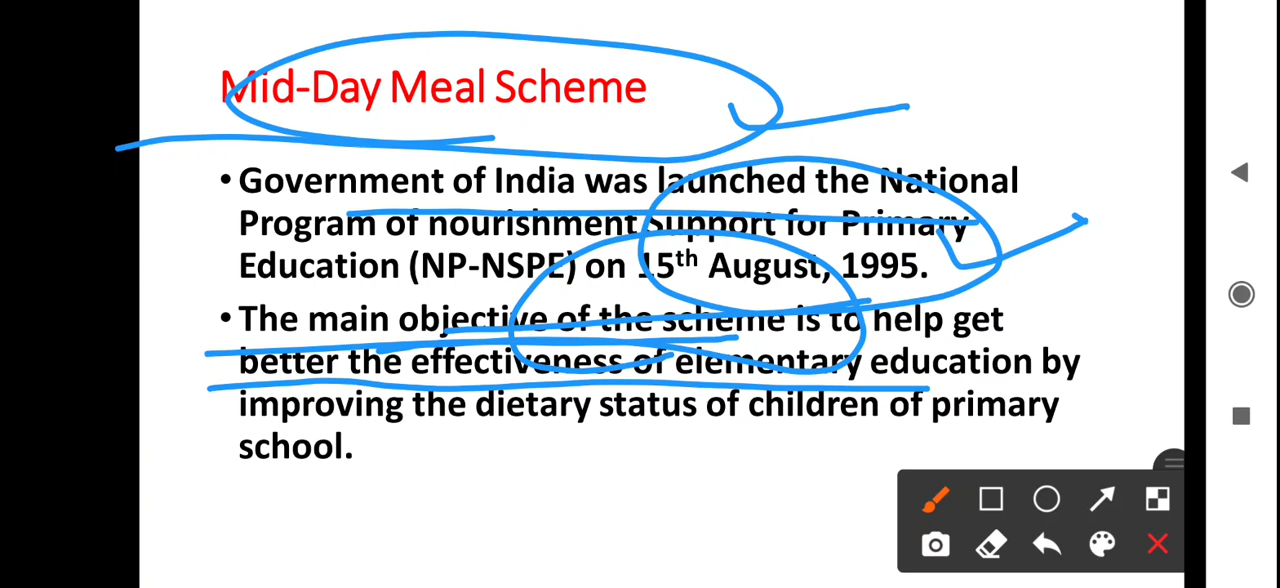 Mid-Day Meal Scheme
• Government of India was launched the National
Program of nourishment Support for Primary
Education (NP-NSPE) on 15th August, 1995.
• The main objective of the scheme is to help get
better the effectiveness of elementary education by
improving the dietary status of children of primary
school.